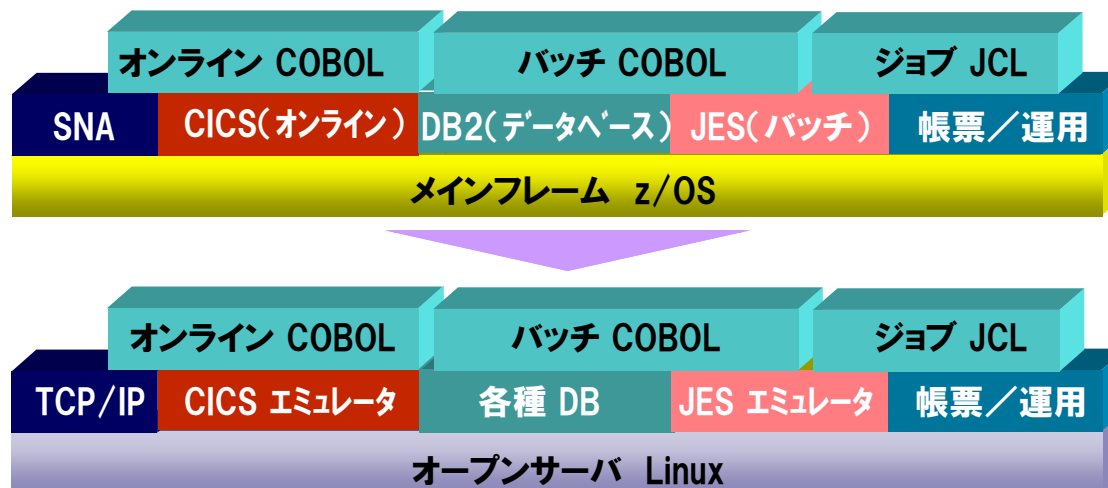 オンライン COBOL
バッチ COBOL
ジョブ JCL
SNA
CICS(オンライン)
DB2(データベース)
JES(バッチ)
帳票/運用
メインフレーム z/OS
オンライン COBOL
バッチ COBOL
ジョブ JCL
TCP/IP
CICS エミュレータ
各種 DB
JES エミュレータ
帳票/運用
オープンサーバ Linux